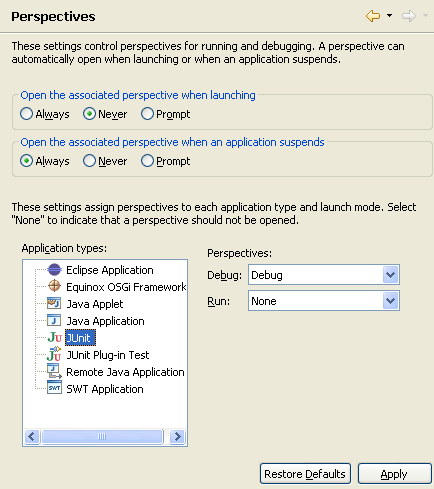 Perspectives
These settings control perspectives for running and debugging. A perspective can
automatically open when launching or when an application suspends.
Open the associated perspective when launching
Always Never Prompt
Open the associated perspective when an application suspends
Always Never Prompt
These settings assign perspectives to each application type and launch mode. Select
"None" to indicate that a perspective should not be opened.
Application types:
Eclipse Application
Equinox OSGi Framework
Java Applet
Java Application
JUnit
JUnit Plug-in Test
Remote Java Application
SWT Application
Perspectives:
Debug: Debug
Run: None
Restore Defaults Apply